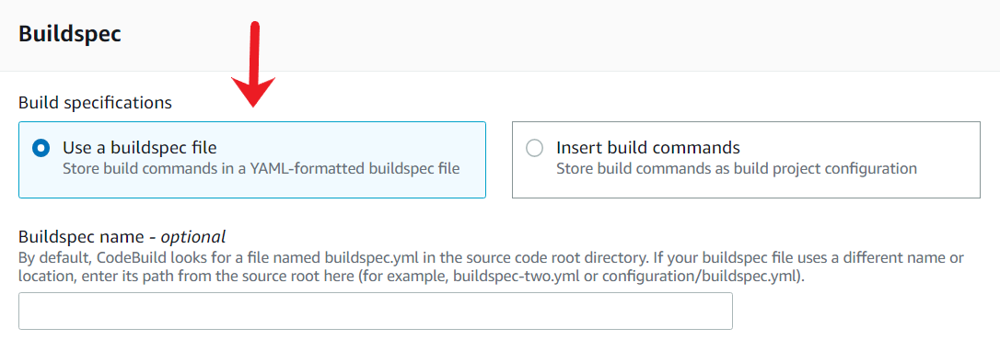 Buildspec
Build specifications
Use a buildspec file
Store build commands in a YAML-formatted buildspec file
Insert build commands
Store build commands as build project configuration
Buildspec name - optional
By default, CodeBuild looks for a file named buildspec.yml in the source code root directory. If your buildspec file uses a different name or
location, enter its path from the source root here (for example, buildspec-two.yml or configuration/buildspec.yml).